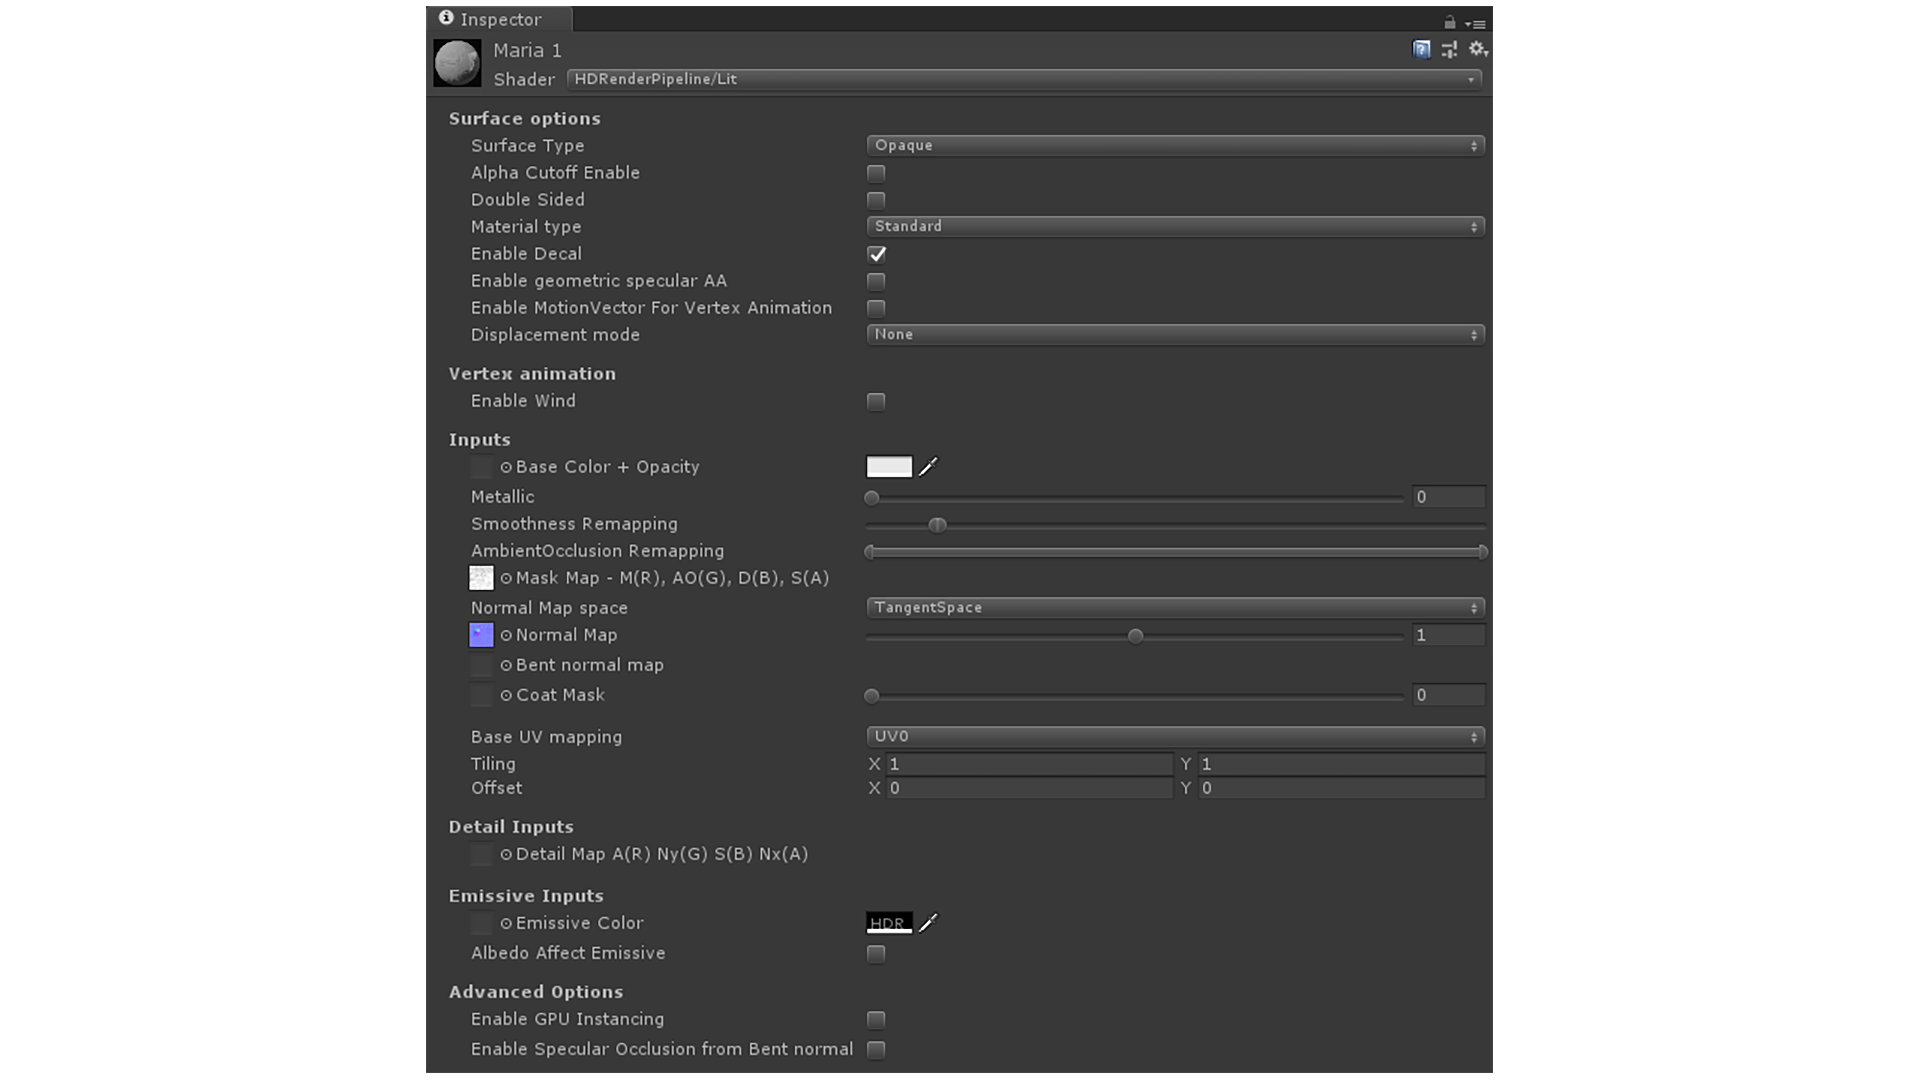 Inspector
Maria 1
Shader HDRenderPipeline/Lit
Surface options
Surface Type Opaque
Alpha Cutoff Enable
Double Sided
Material type Standard
Enable Decal
Enable geometric specular AA
Enable MotionVector For Vertex Animation
Displacement mode None
Vertex animation
Enable Wind
Inputs
Base Color + Opacity
Metallic 0
Smoothness Remapping
AmbientOcclusion Remapping
Mask Map - M(R), AO(G), D(B), S(A)
Normal Map space TangentSpace
Normal Map 1
Bent normal map
Coat Mask 0
Base UV mapping UV0
Tiling X 1 Y 1
Offset X 0 Y 0
Detail Inputs
Detail Map A(R) Ny(G) S(B) Nx(A)
Emissive Inputs
Emissive Color HDR
Albedo Affect Emissive
Advanced Options
Enable GPU Instancing
Enable Specular Occlusion from Bent normal